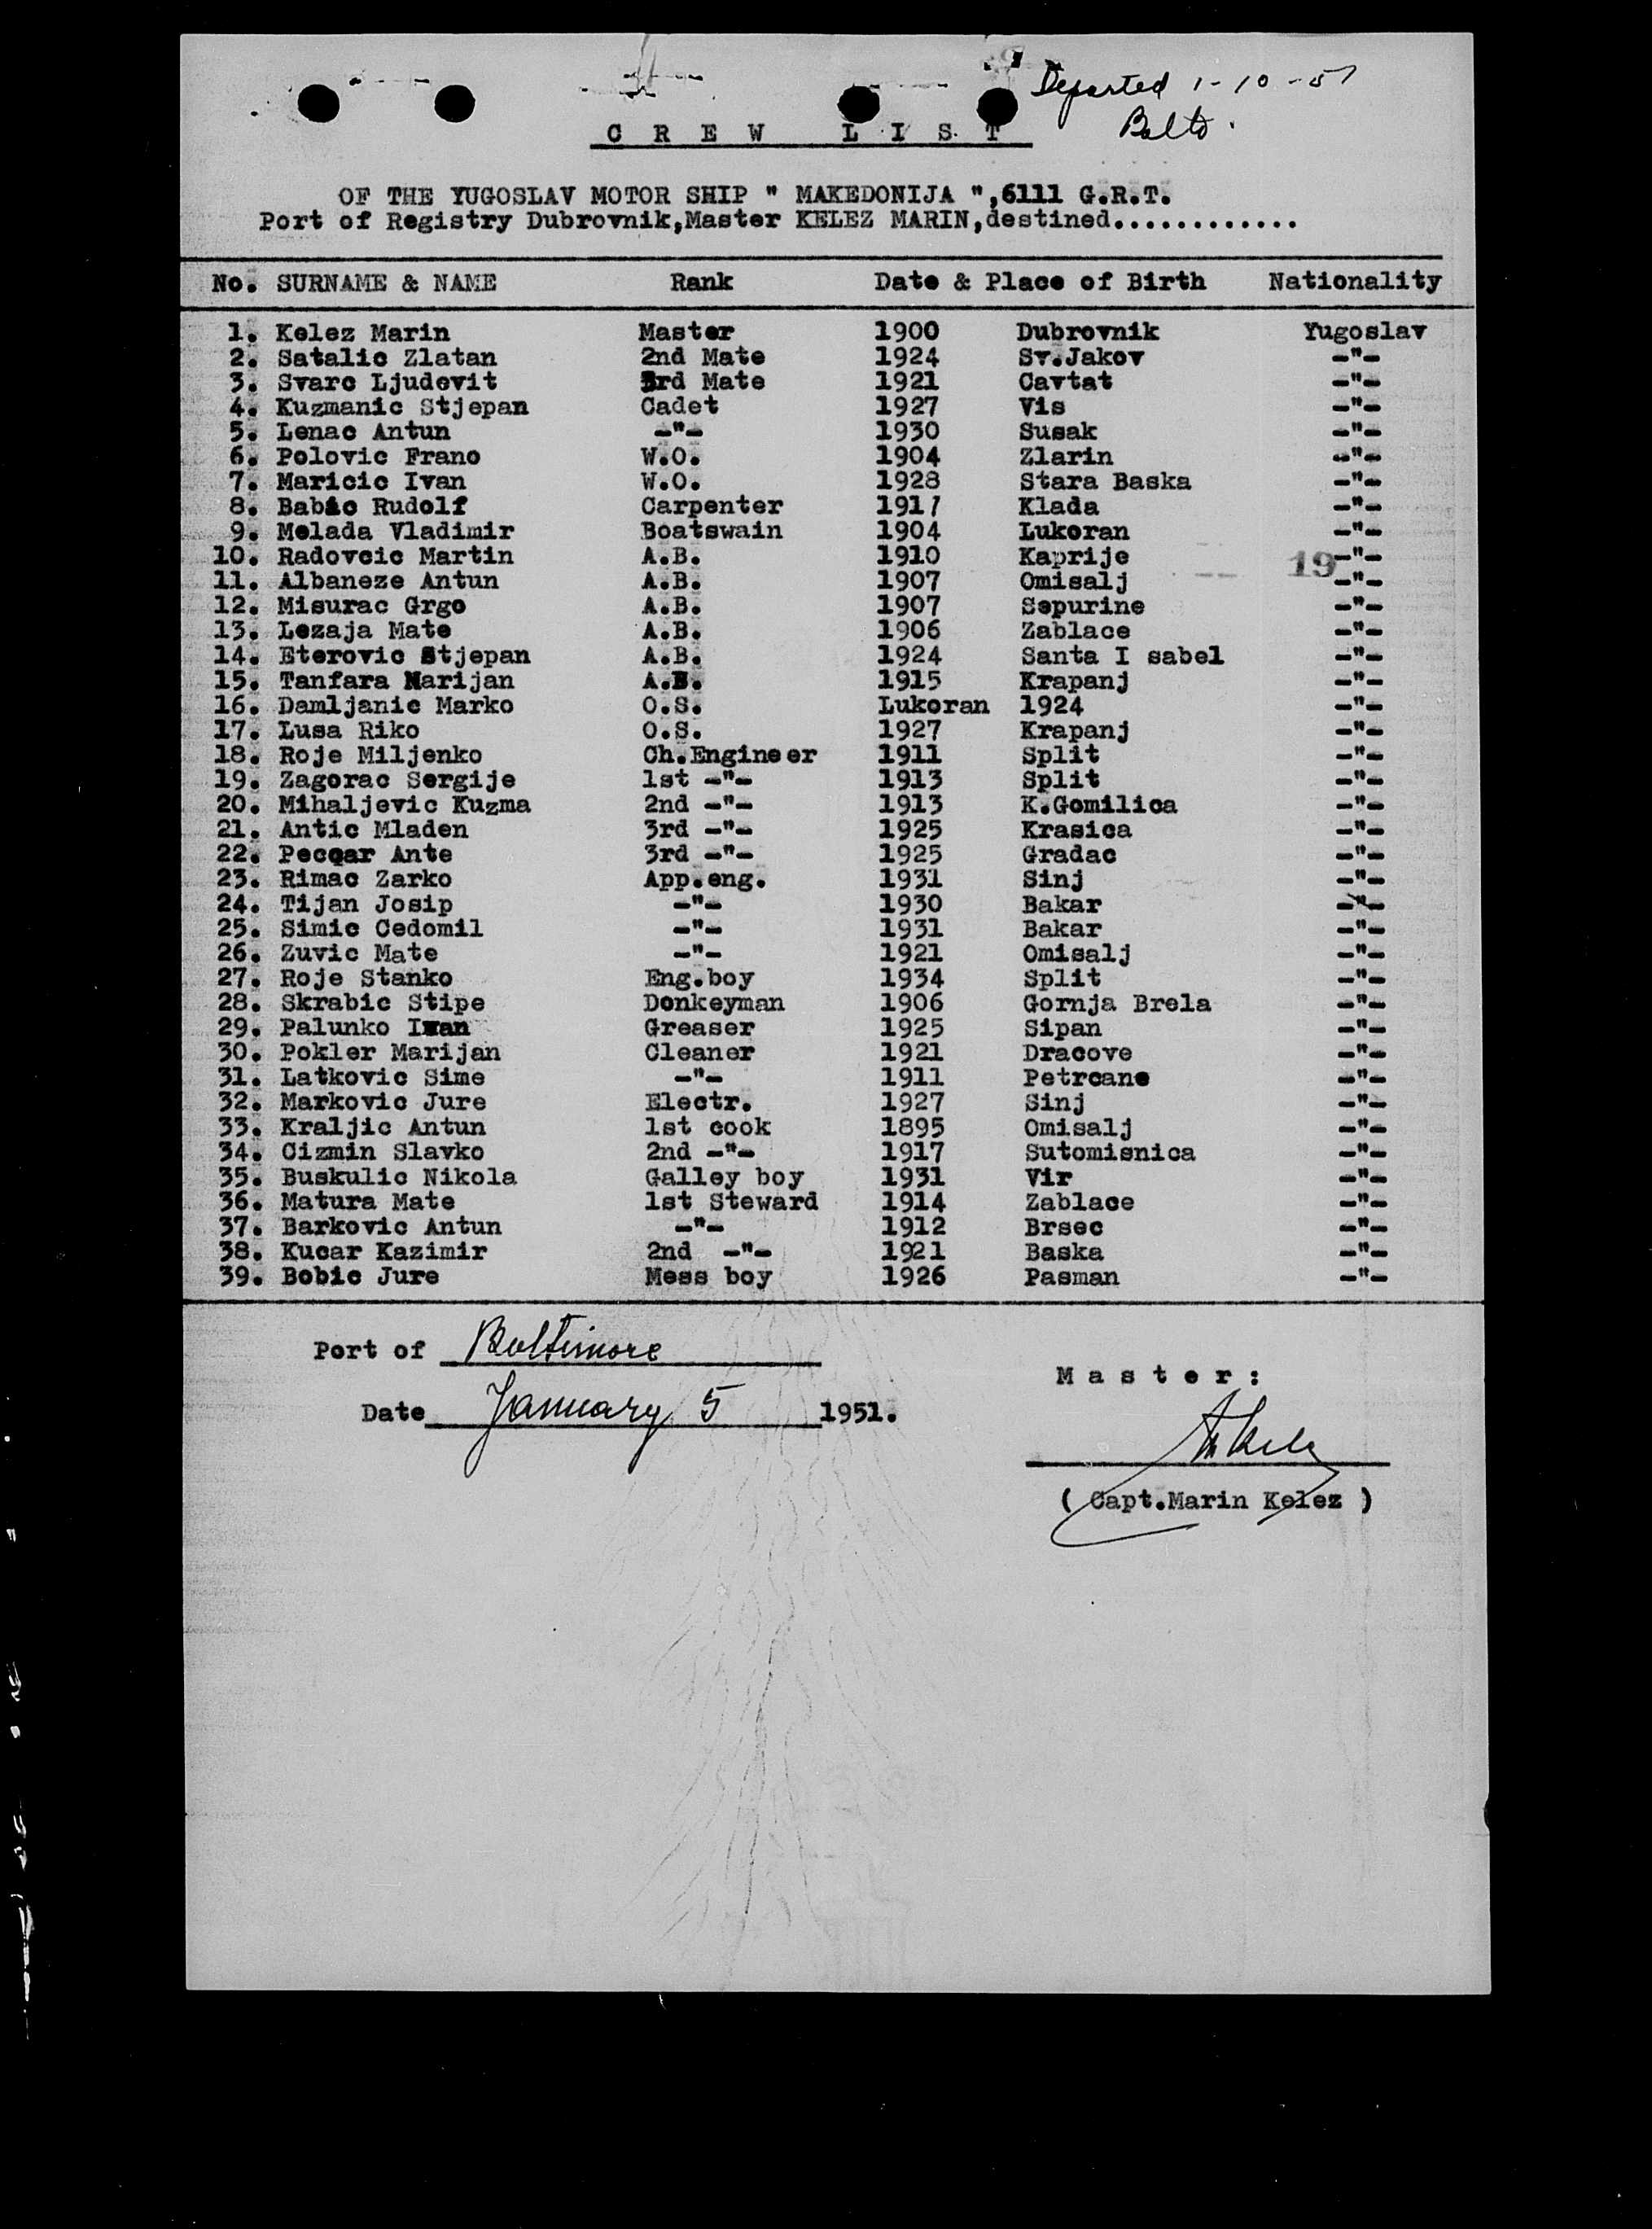 Departed 1-10-51
Balto.
C R E W L I S T
OF THE YUGOSLAV MOTOR SHIP " MAKEDONIJA ",6111 G.R.T.
Port of Registry Dubrovnik,Master KELEZ MARIN,destined............
No. SURNAME & NAME Rank Date & Place of Birth Nationality
1. Kelez Marin Master 1900 Dubrovnik Yugoslav
2. Satalic Zlatan 2nd Mate 1924 Sv.Jakov -"-
3. Svarc Ljudevit 3rd Mate 1921 Cavtat -"-
4. Kuzmanic Stjepan Cadet 1927 Vis -"-
5. Lenac Antun -"- 1930 Susak -"-
6. Polovic Frano W.O. 1904 Zlarin -"-
7. Maricic Ivan W.O. 1928 Stara Baska -"-
8. Babac Rudolf Carpenter 1911 Klada -"-
9. Melada Vladimir Boatswain 1904 Lukoran -"-
10. Radovcic Martin A.B. 1910 Kaprije 19 -"-
11. Albaneze Antun A.B. 1907 Omisalj -"-
12. Misurac Grgo A.B. 1907 Sepurine -"-
13. Lezaja Mate A.B. 1906 Zablace -"-
14. Eterovic Stjepan A.B. 1924 Santa I sabel -"-
15. Tanfara Marijan A.B. 1915 Krapanj -"-
16. Damljanic Marko O.S. Lukoran 1924 -"-
17. Lusa Riko O.S. 1927 Krapanj -"-
18. Roje Miljenko Ch.Engineer 1911 Split -"-
19. Zagorac Sergije 1st -"- 1913 Split -"-
20. Mihaljevic Kuzma 2nd -"- 1913 K.Gomilica -"-
21. Antic Mladen 3rd -"- 1925 Krasica -"-
22. Pecqar Ante 3rd -"- 1925 Gradac -"-
23. Rimac Zarko App.eng. 1931 Sinj -"-
24. Tijan Josip -"- 1930 Bakar -"-
25. Simic Cedomil -"- 1931 Bakar -"-
26. Zuvic Mate -"- 1921 Omisalj -"-
27. Roje Stanko Eng.boy 1934 Split -"-
28. Skrabic Stipe Donkeyman 1906 Gornja Brela -"-
29. Palunko Ivan Greaser 1925 Sipan -"-
30. Pokler Marijan Cleaner 1921 Dracove -"-
31. Latkovic Sime -"- 1911 Petrcane -"-
32. Markovic Jure Electr. 1927 Sinj -"-
33. Kraljic Antun 1st cook 1895 Omisalj -"-
34. Cizmin Slavko 2nd -"- 1917 Sutomisnica -"-
35. Buskulic Nikola Galley boy 1931 Vir -"-
36. Matura Mate 1st Steward 1914 Zablace -"-
37. Barkovic Antun -"- 1912 Brsec -"-
38. Kucar Kazimir 2nd -"- 1921 Baska -"-
39. Bobic Jure Mess boy 1926 Pasman -"-
Port of Baltimore
Master:
Date January 5 1951.
( Capt.Marin Kelez )